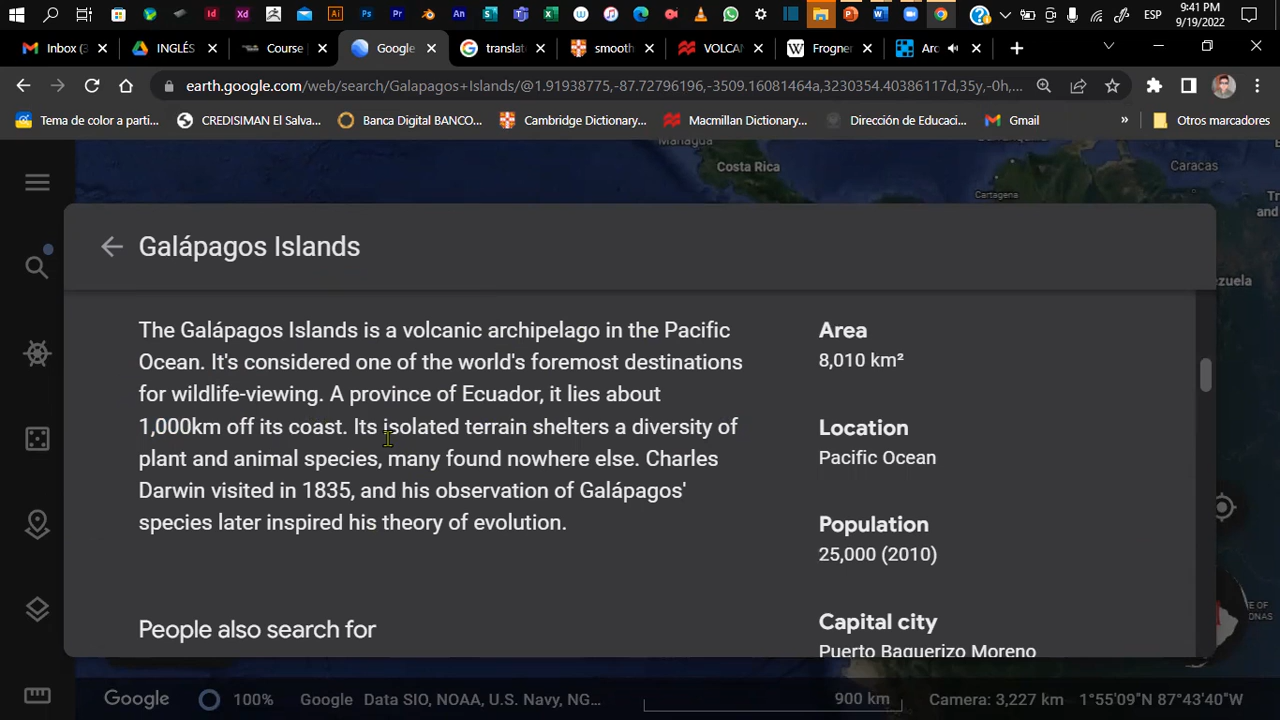 9:41 PM
ESP
9/19/2022
Inbox (3
INGLÉS
Course
Google
translat
smooth
VOLCA
Frogner
Arc
earth.google.com/web/search/Galapagos+Islands/@1.91938775,-87.72796196,-3509.16081464a,3230354.40386117d,35y,-0h,...
Tema de color a parti...
CREDISIMAN El Salva...
Banca Digital BANCO...
Cambridge Dictionary...
Macmillan Dictionary...
Dirección de Educaci...
Gmail
»
Otros marcadores
Managua
Costa Rica
Cartagena
Caracas
Galápagos Islands
The Galápagos Islands is a volcanic archipelago in the Pacific
Ocean. It's considered one of the world's foremost destinations
for wildlife-viewing. A province of Ecuador, it lies about
1,000km off its coast. Its isolated terrain shelters a diversity of
plant and animal species, many found nowhere else. Charles
Darwin visited in 1835, and his observation of Galápagos'
species later inspired his theory of evolution.
People also search for
Area
8,010 km²
Location
Pacific Ocean
Population
25,000 (2010)
Capital city
Puerto Baquerizo Moreno
nezuela
and
Google
100%
Google
Data SIO, NOAA, U.S. Navy, NG...
900 km
Camera: 3,227 km
1°55'09"N 87°43'40"W